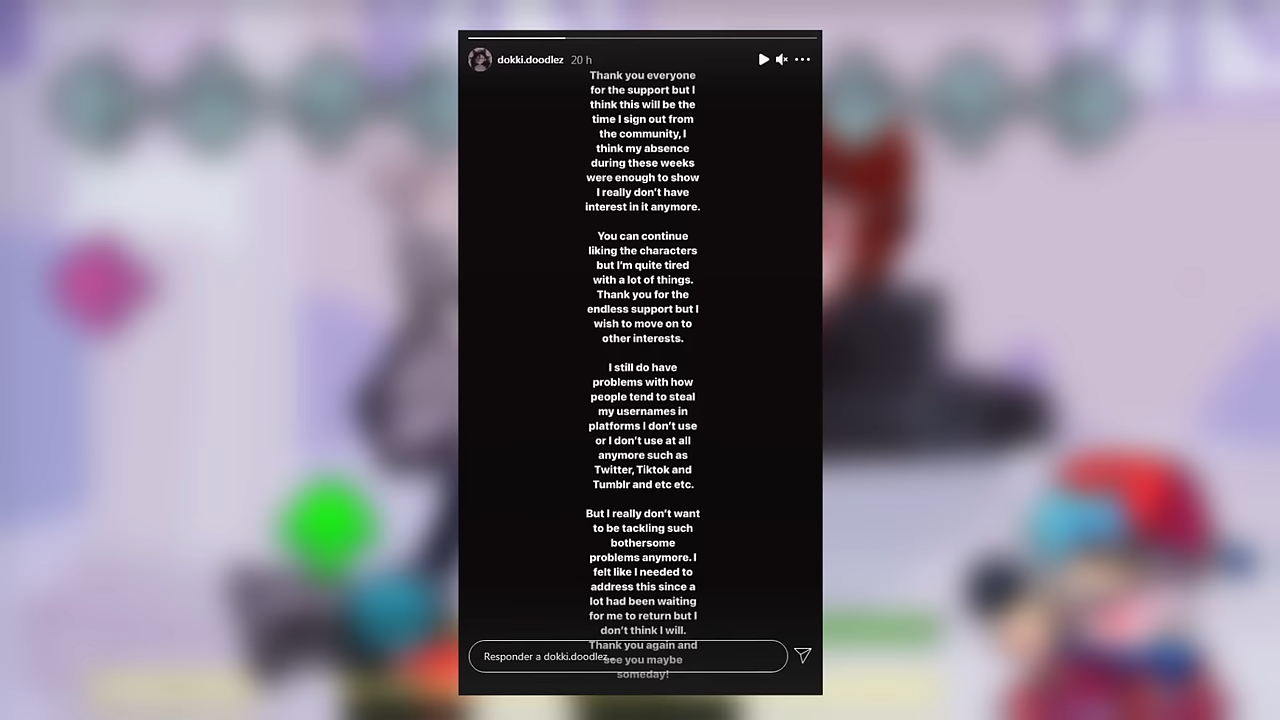 dokki.doodlez 20 h
Thank you everyone
for the support but I
think this will be the
time I sign out from
the community, I
think my absence
during these weeks
were enough to show
I really don't have
interest in it anymore.
You can continue
liking the characters
but I'm quite tired
with a lot of things.
Thank you for the
endless support but I
wish to move on to
other interests.
I still do have
problems with how
people tend to steal
my usernames in
platforms I don't use
or I don't use at all
anymore such as
Twitter, Tiktok and
Tumblr and etc etc.
But I really don't want
to be tackling such
bothersome
problems anymore. I
felt like I needed to
address this since a
lot had been waiting
for me to return but I
don't think I will.
Thank you again and
see you maybe
someday!
Responder a dokki.doodlez...